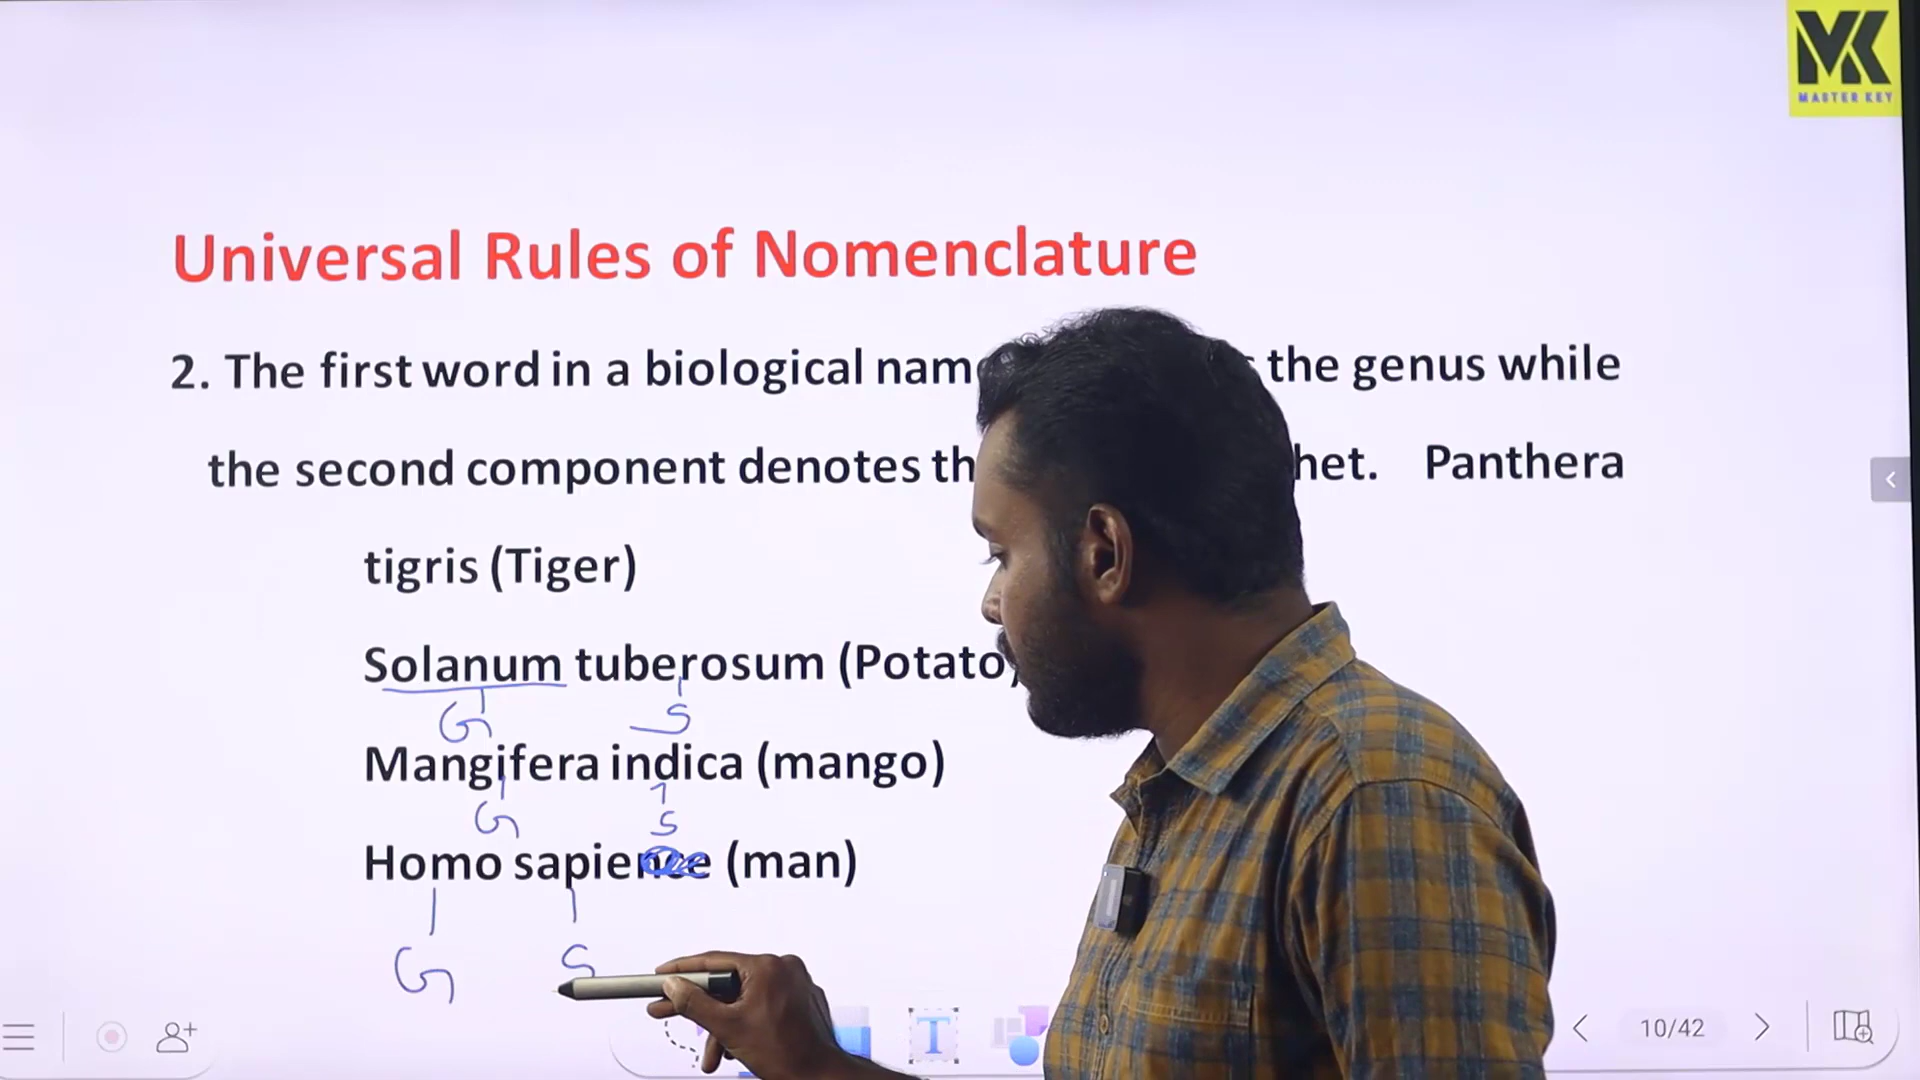 MK
MASTER KEY
Universal Rules of Nomenclature
2. The first word in a biological nam the genus while
the second component denotes th het. Panthera
tigris (Tiger)
Solanum tuberosum (Potato)
G S
Mangifera indica (mango)
G S
Homo sapience (man)
G S
T
10/42